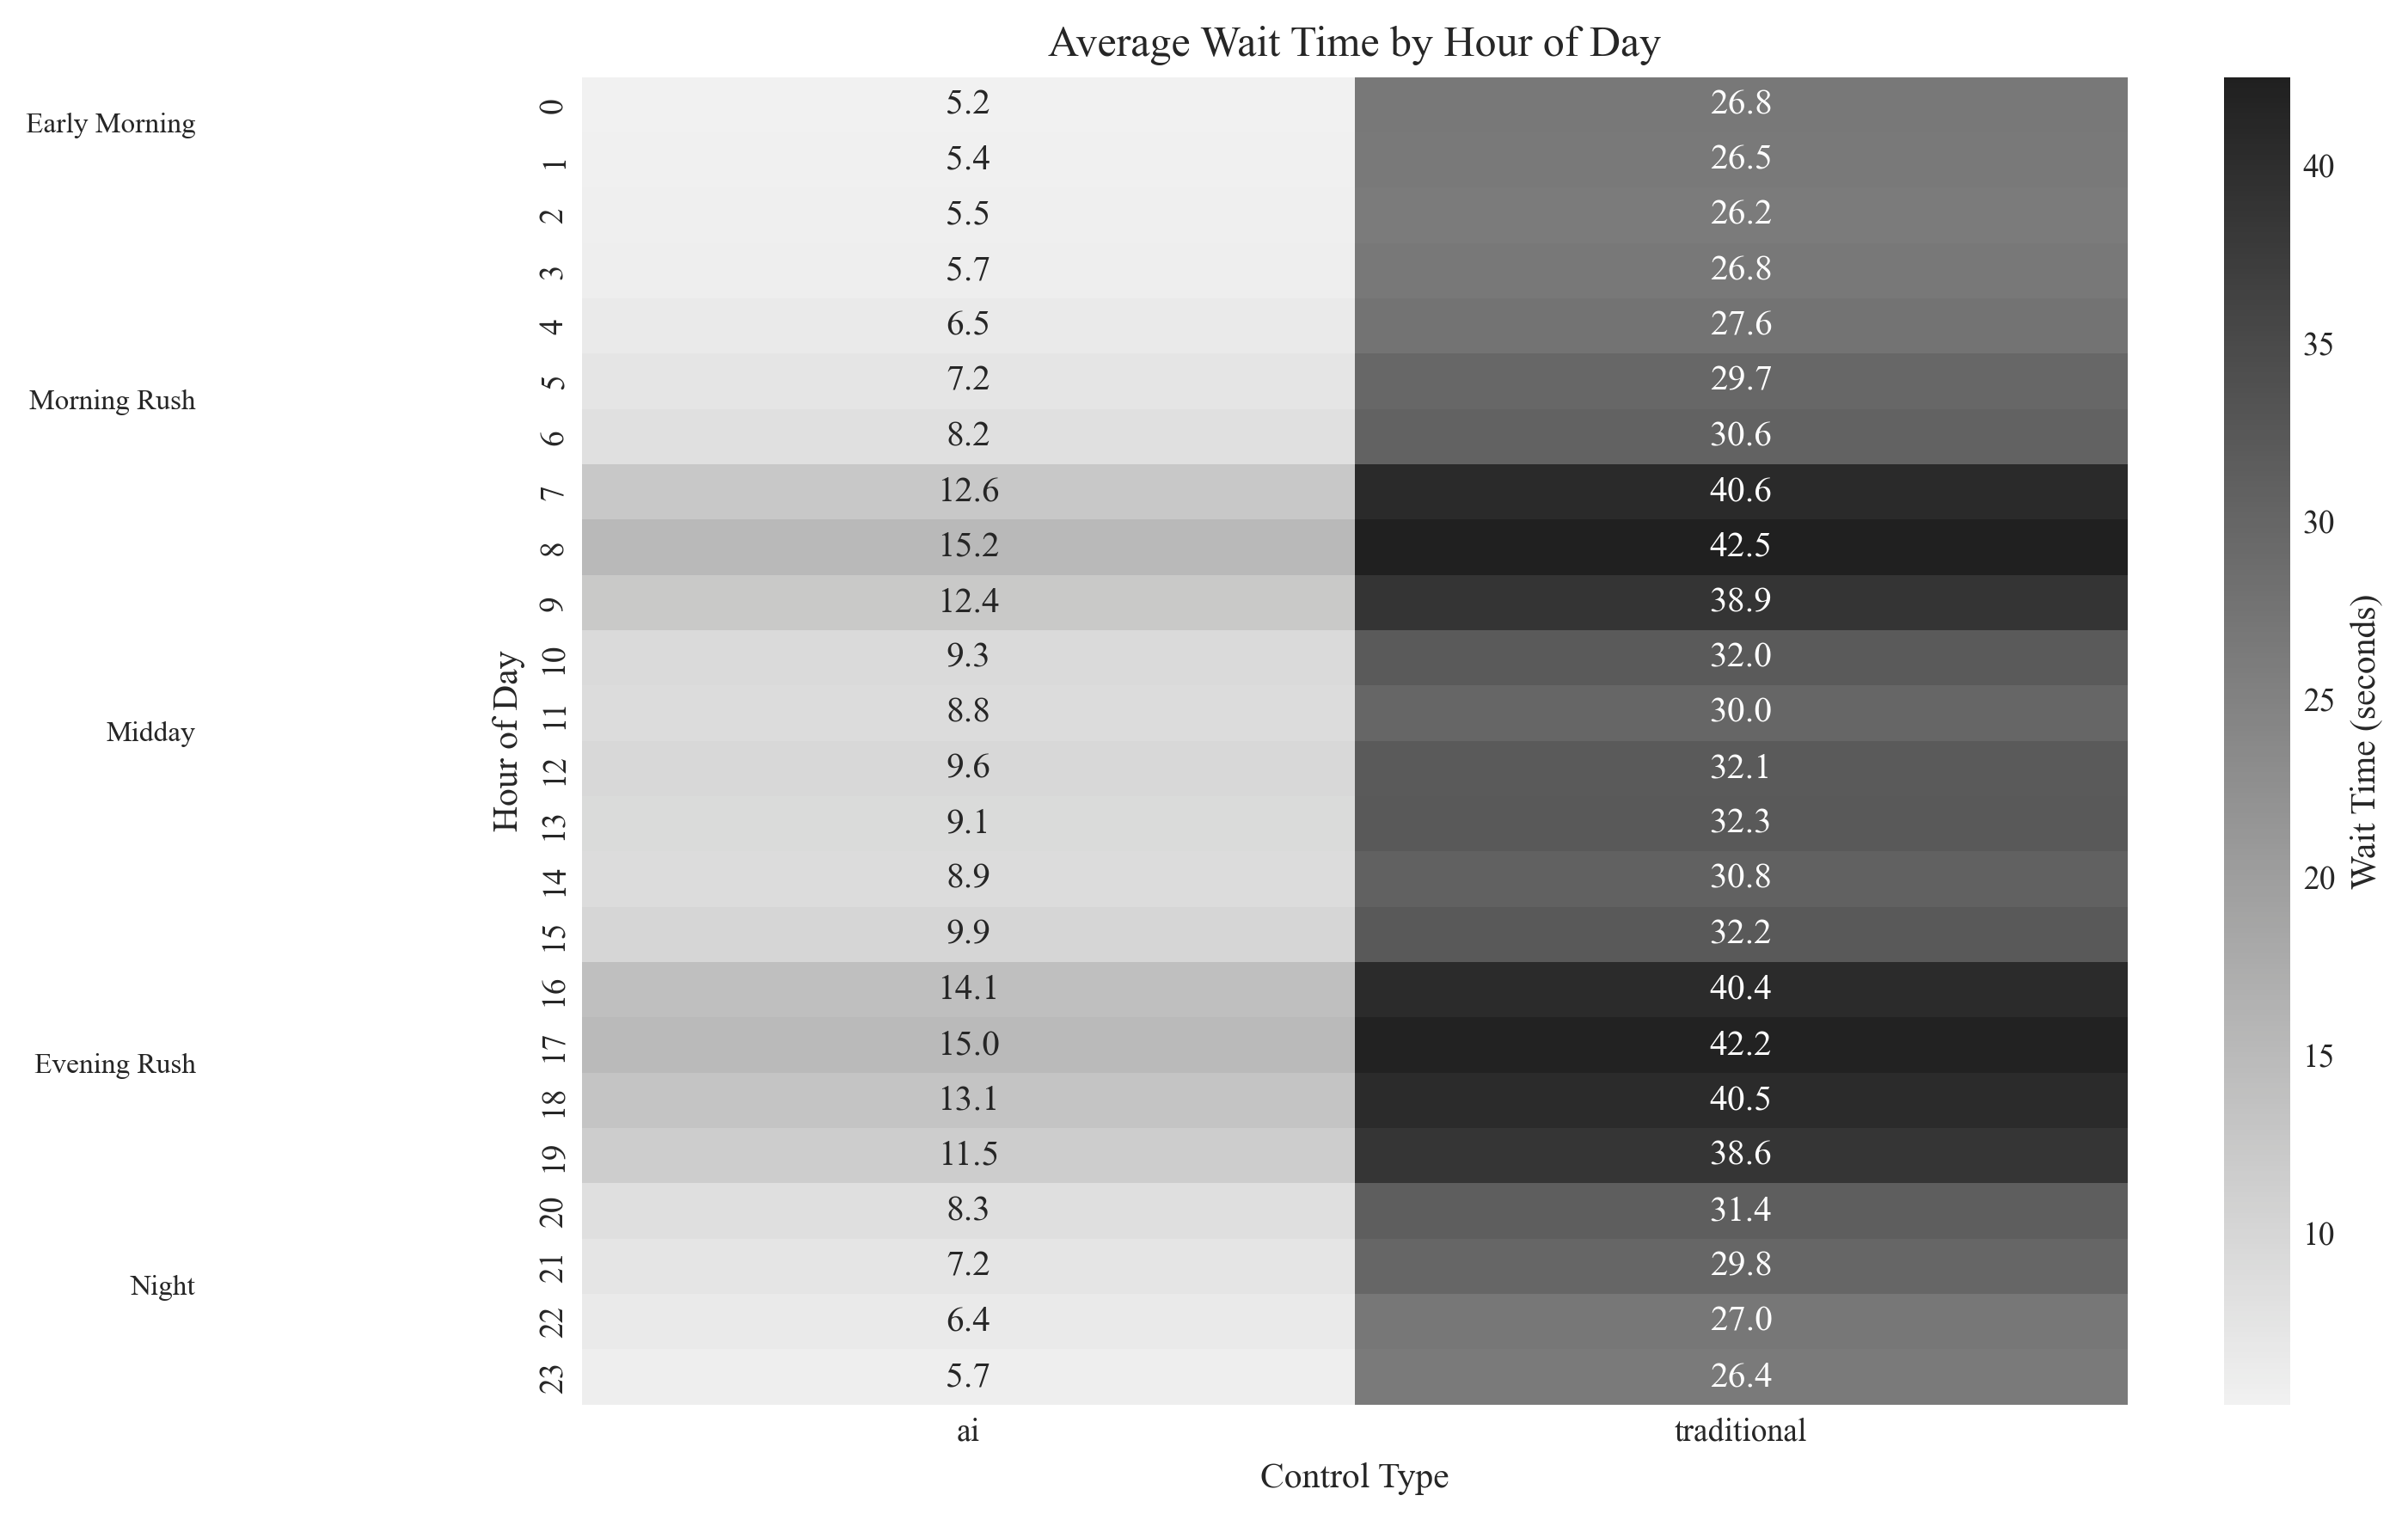 Average Wait Time by Hour of Day
Early Morning
Morning Rush
Midday
Evening Rush
Night
Hour of Day
0 5.2 26.8
1 5.4 26.5
2 5.5 26.2
3 5.7 26.8
4 6.5 27.6
5 7.2 29.7
6 8.2 30.6
7 12.6 40.6
8 15.2 42.5
9 12.4 38.9
10 9.3 32.0
11 8.8 30.0
12 9.6 32.1
13 9.1 32.3
14 8.9 30.8
15 9.9 32.2
16 14.1 40.4
17 15.0 42.2
18 13.1 40.5
19 11.5 38.6
20 8.3 31.4
21 7.2 29.8
22 6.4 27.0
23 5.7 26.4
ai traditional
Control Type
40
35
30
25
20
15
10
Wait Time (seconds)